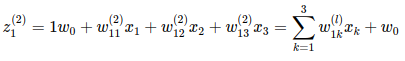 z_1^{(2)} = 1w_0 + w_{11}^{(2)}x_1 + w_{12}^{(2)}x_2 + w_{13}^{(2)}x_3 = \sum_{k=1}^{3} w_{1k}^{(l)}x_k + w_0